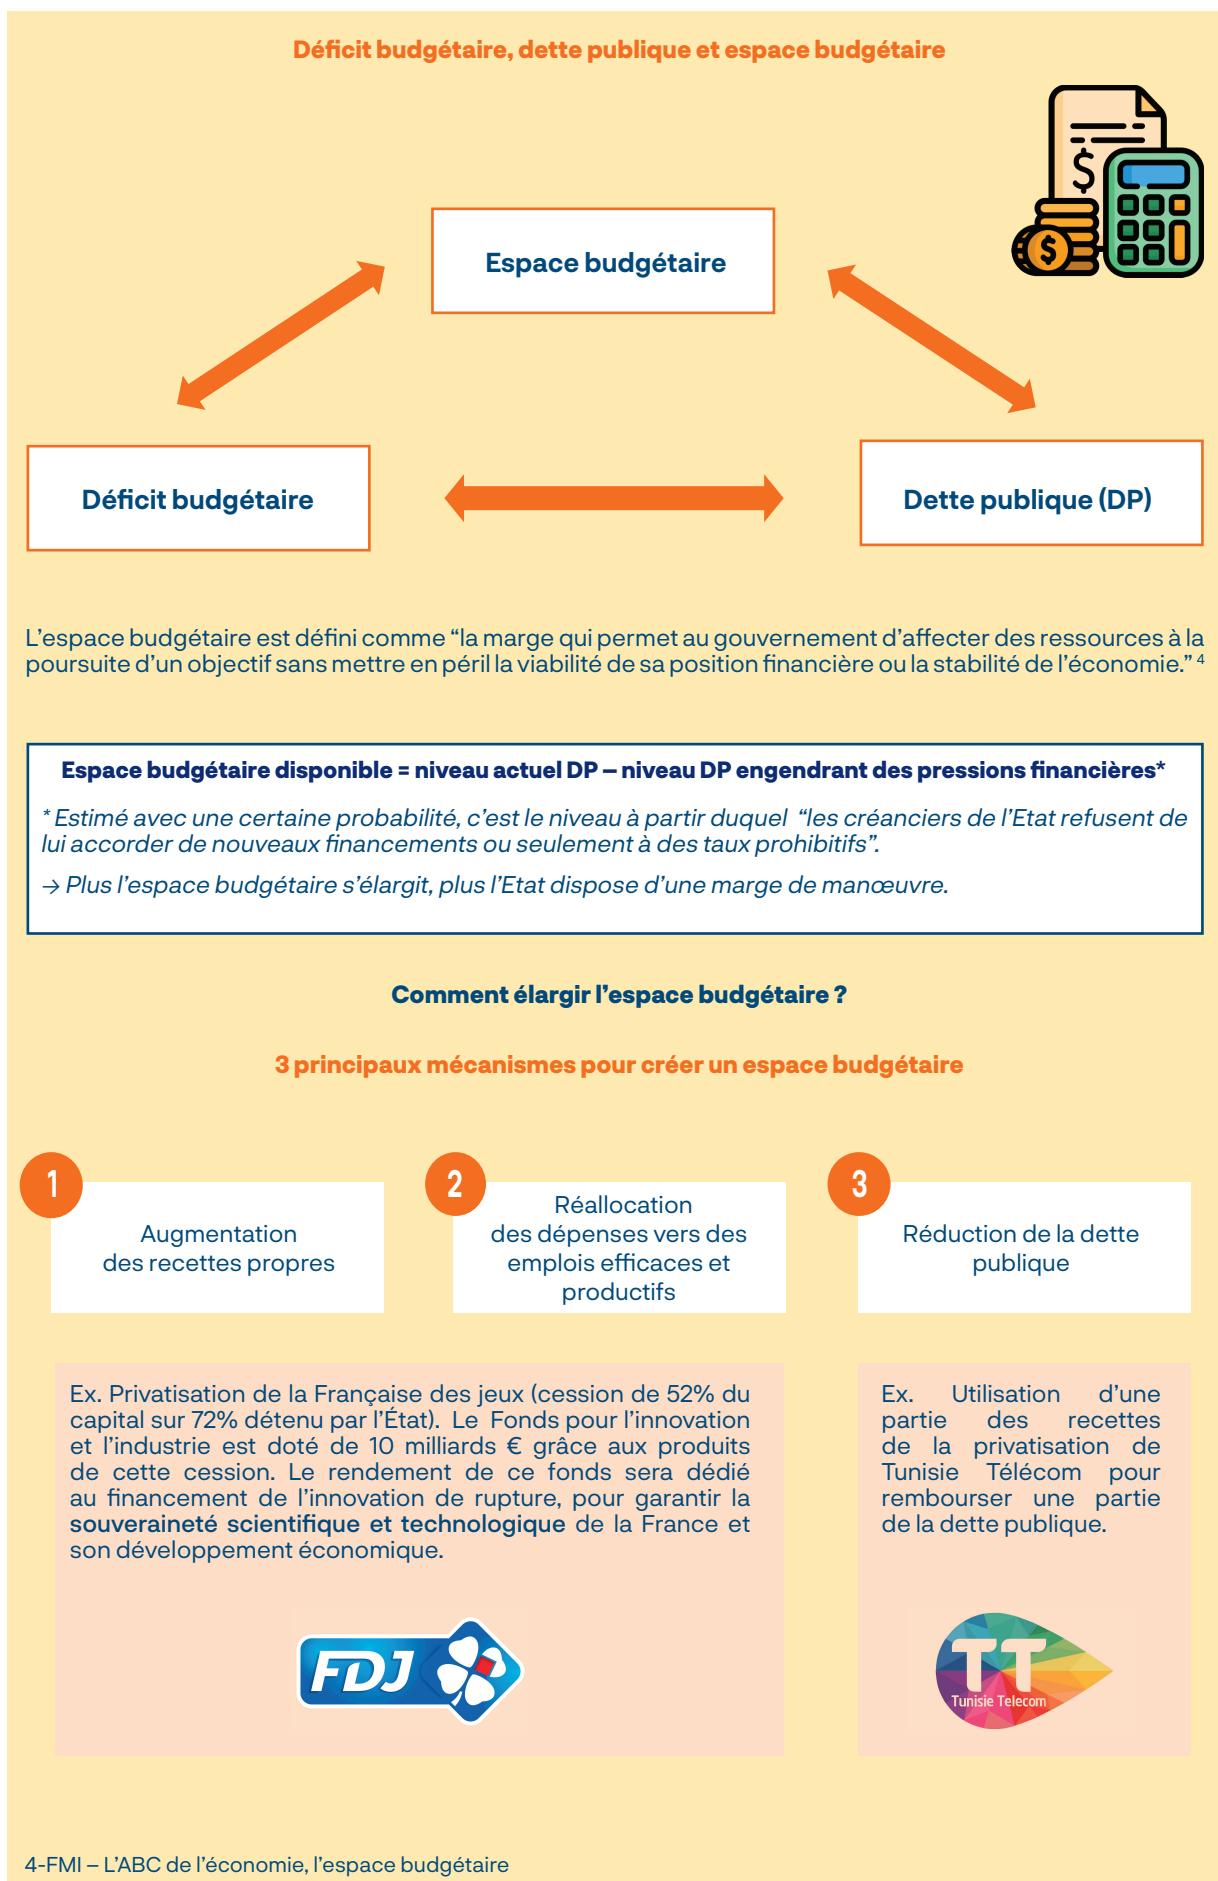 Déficit budgétaire, dette publique et espace budgétaire
$
$
Espace budgétaire
Déficit budgétaire
Dette publique (DP)
L’espace budgétaire est défini comme “la marge qui permet au gouvernement d’affecter des ressources à la
poursuite d’un objectif sans mettre en péril la viabilité de sa position financière ou la stabilité de l’économie.” 4
Espace budgétaire disponible = niveau actuel DP – niveau DP engendrant des pressions financières*
* Estimé avec une certaine probabilité, c’est le niveau à partir duquel “les créanciers de l’Etat refusent de
lui accorder de nouveaux financements ou seulement à des taux prohibitifs”.
→ Plus l’espace budgétaire s’élargit, plus l’Etat dispose d’une marge de manœuvre.
Comment élargir l’espace budgétaire ?
3 principaux mécanismes pour créer un espace budgétaire
1
Augmentation
des recettes propres
2
Réallocation
des dépenses vers des
emplois efficaces et
productifs
3
Réduction de la dette
publique
Ex. Privatisation de la Française des jeux (cession de 52% du
capital sur 72% détenu par l’État). Le Fonds pour l’innovation
et l’industrie est doté de 10 milliards € grâce aux produits
de cette cession. Le rendement de ce fonds sera dédié
au financement de l’innovation de rupture, pour garantir la
souveraineté scientifique et technologique de la France et
son développement économique.
FDJ
Ex. Utilisation d’une
partie des recettes
de la privatisation de
Tunisie Télécom pour
rembourser une partie
de la dette publique.
TT
Tunisie Telecom
4-FMI – L’ABC de l’économie, l’espace budgétaire